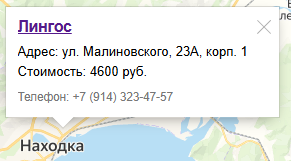 Лингос
Адрес: ул. Малиновского, 23А, корп. 1
Стоимость: 4600 руб.
Телефон: +7 (914) 323-47-57
Находка